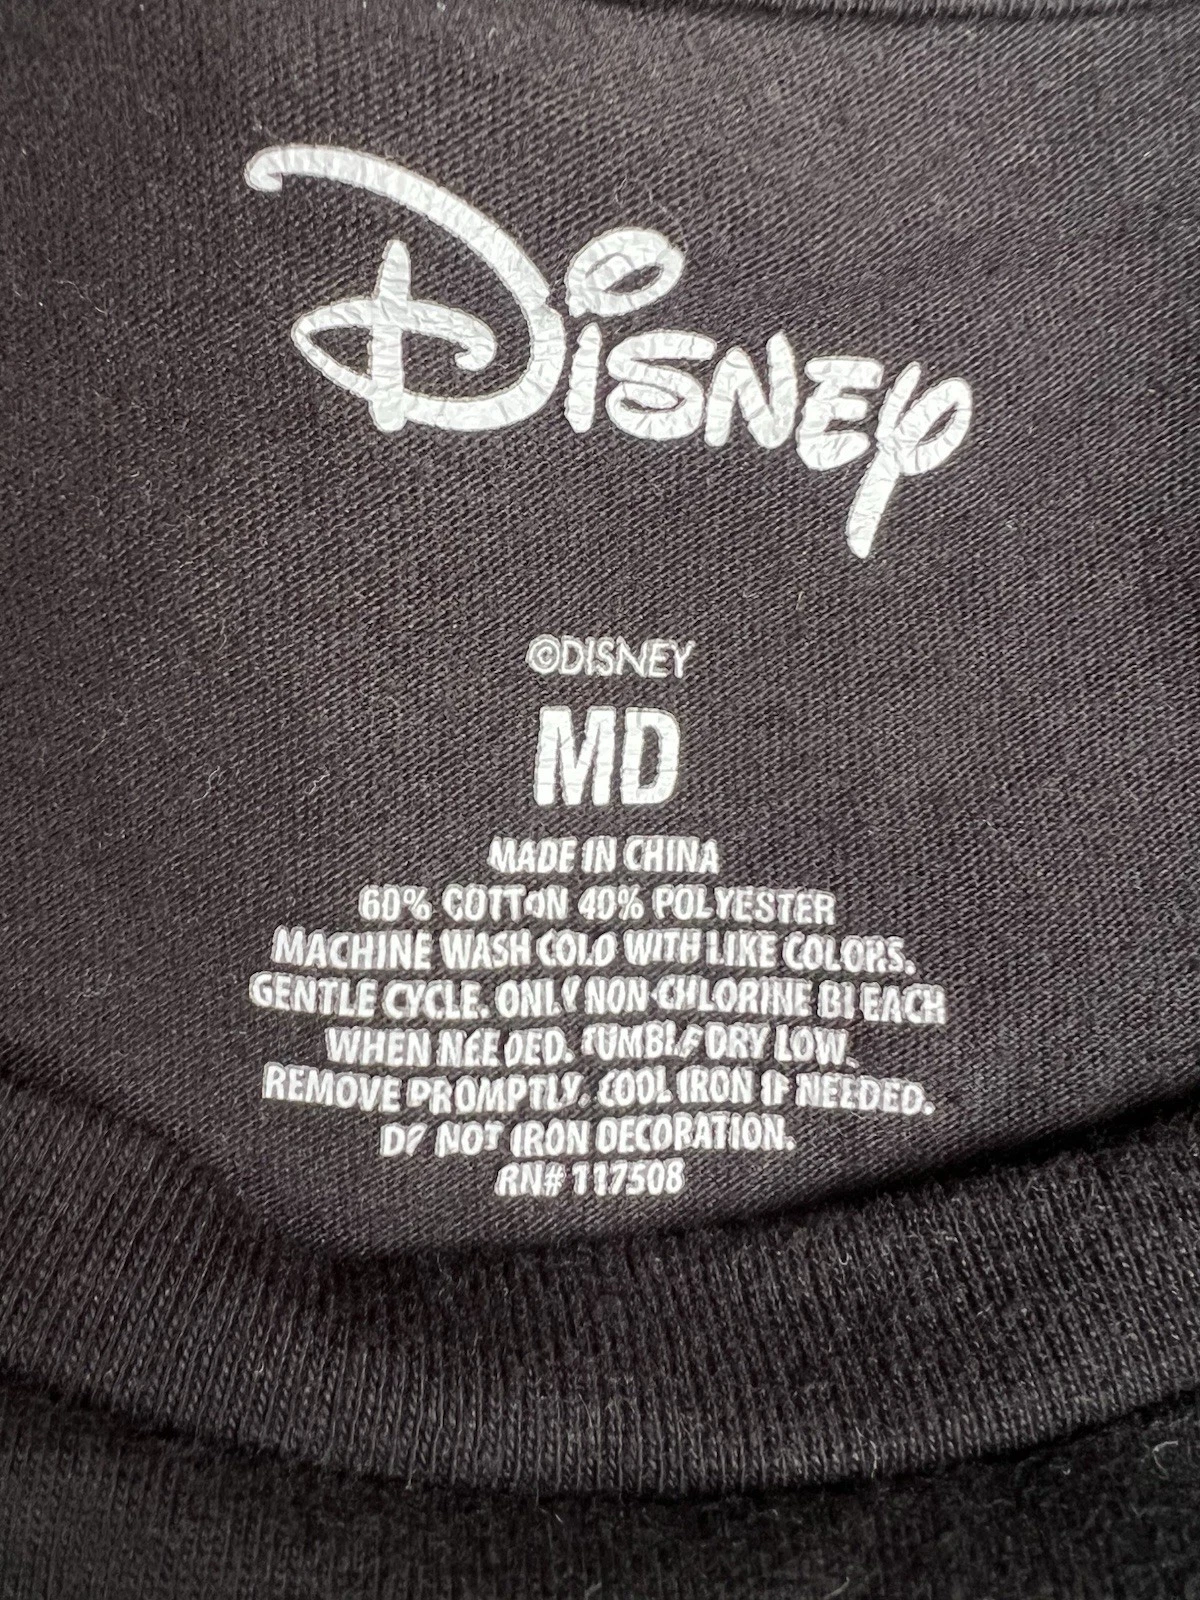 Disney
©DISNEY
MD
MADE IN CHINA
60% COTTON 40% POLYESTER
MACHINE WASH COLD WITH LIKE COLORS.
GENTLE CYCLE. ONLY NON-CHLORINE BLEACH
WHEN NEEDED. TUMBLE DRY LOW.
REMOVE PROMPTLY. COOL IRON IF NEEDED.
DO NOT IRON DECORATION.
RN# 117508